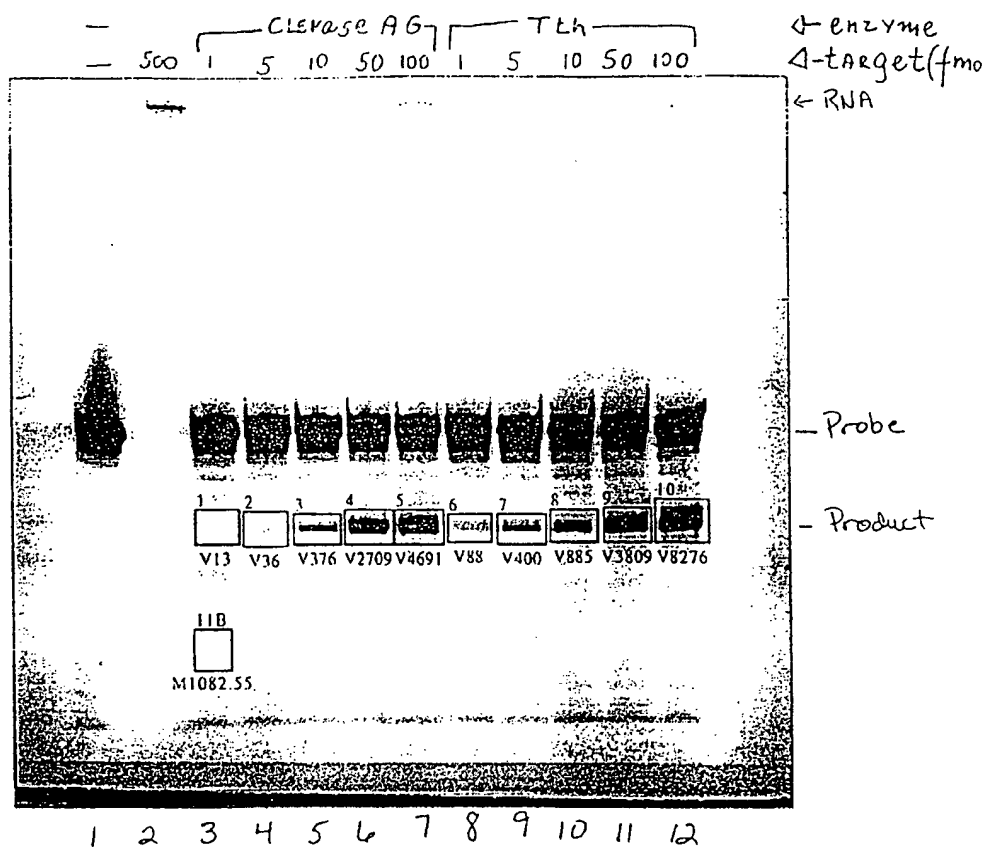 — Clevase AG Tth ← enzyme
— 500 1 5 10 50 100 1 5 10 50 100 ◁-target (fmo
← RNA
— Probe
1 2 3 4 5 6 7 8 9 10
- Product
V13 V36 V376 V2709 V4691 V88 V400 V885 V3809 V8276
11B
M1082.55
1 2 3 4 5 6 7 8 9 10 11 12